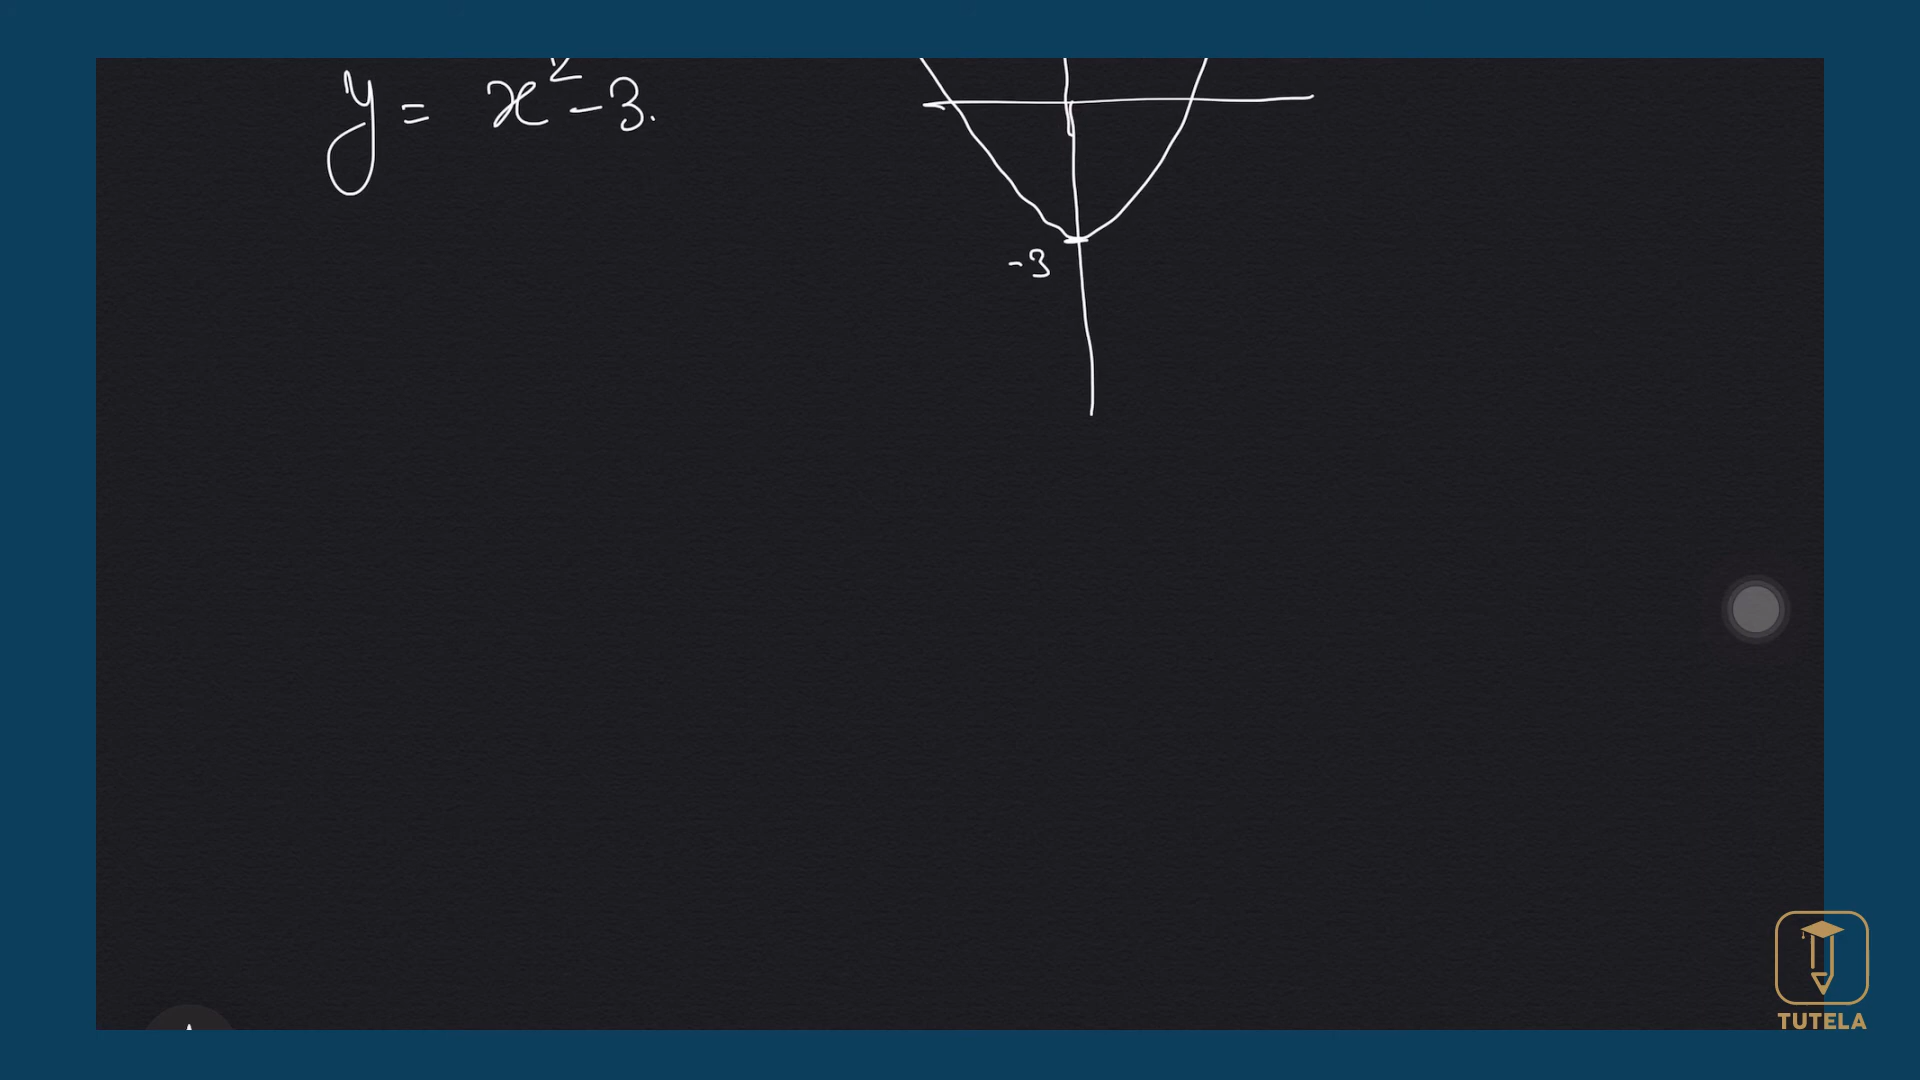 y = x² - 3.
-3
TUTELA